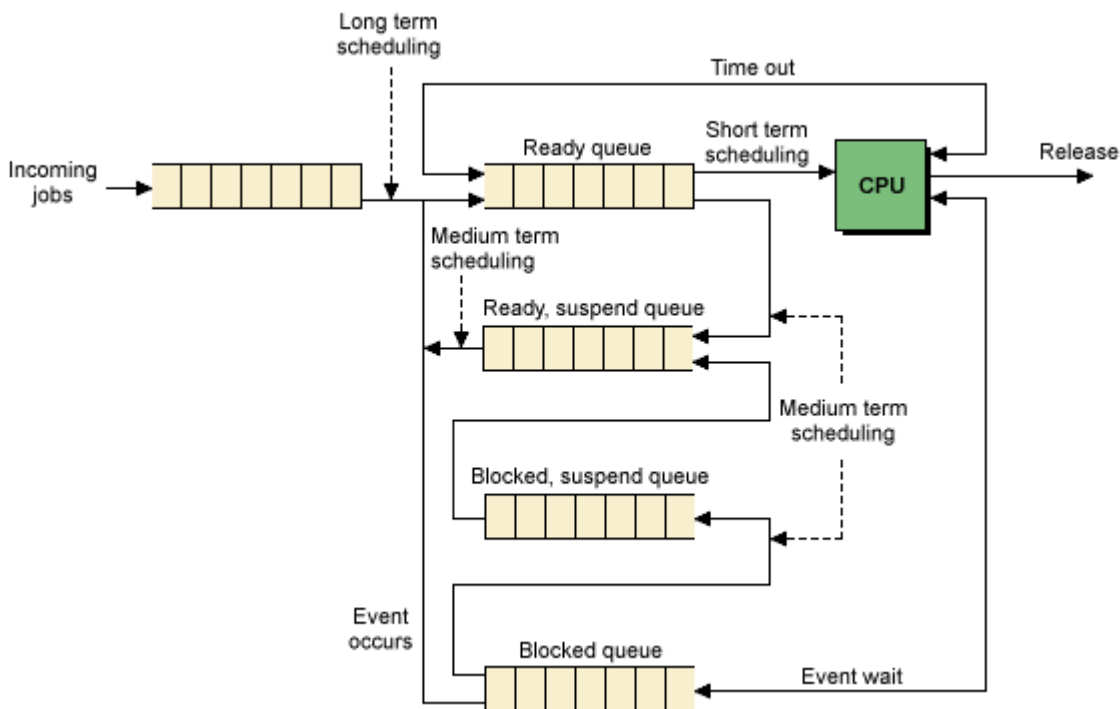 Long term
scheduling
Time out
Short term
scheduling
Ready queue
Incoming
jobs
CPU
Release
Medium term
scheduling
Ready, suspend queue
Medium term
scheduling
Blocked, suspend queue
Event
occurs
Blocked queue
Event wait